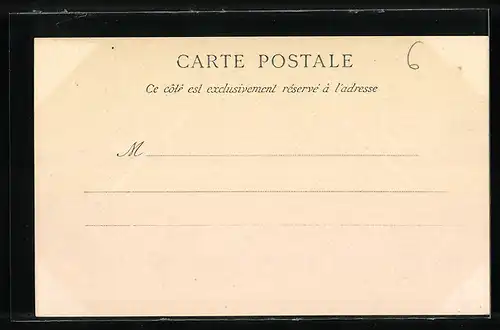 CARTE POSTALE
6
Ce côté est exclusivement réservé à l'adresse
M